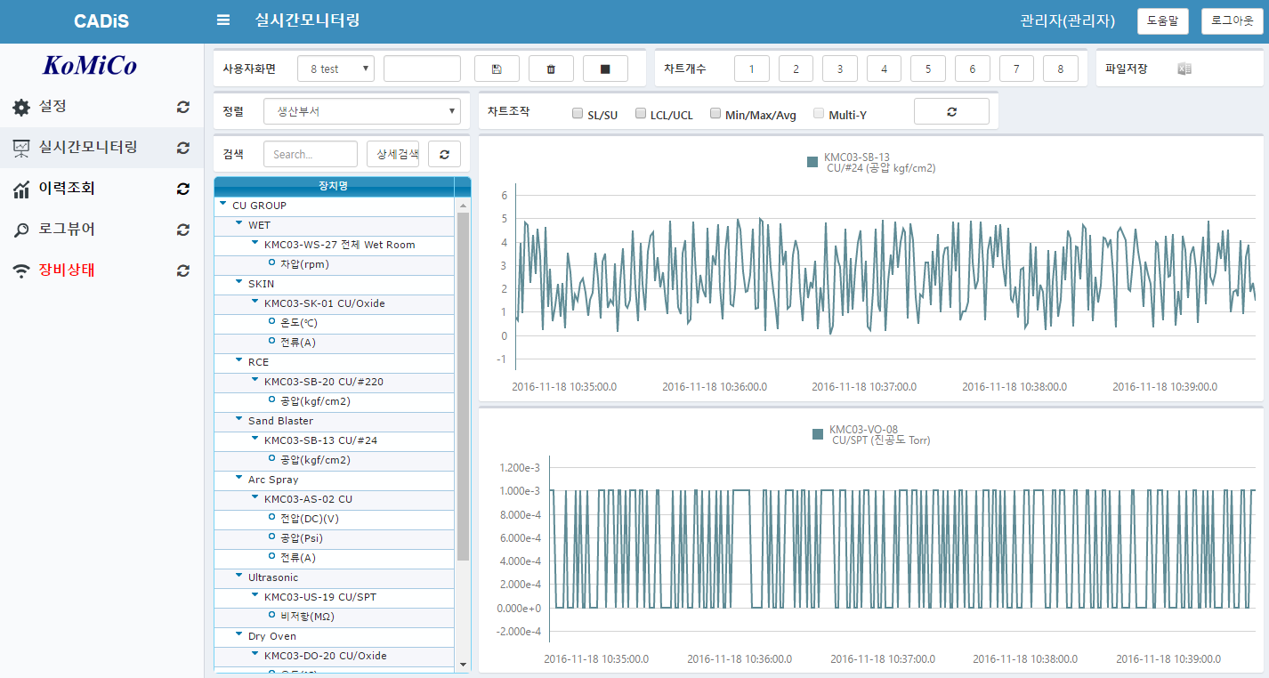 CADiS
실시간모니터링
관리자(관리자)
도움말
로그아웃
KoMiCo
설정
실시간모니터링
이력조회
로그뷰어
장비상태
사용자화면
8 test
차트개수
1
2
3
4
5
6
7
8
파일저장
정렬
생산부서
차트조작
SL/SU
LCL/UCL
Min/Max/Avg
Multi-Y
검색
Search...
상세검색
장치명
CU GROUP
WET
KMC03-WS-27 전체 Wet Room
차압(rpm)
SKIN
KMC03-SK-01 CU/Oxide
온도(℃)
전류(A)
RCE
KMC03-SB-20 CU/#220
공압(kgf/cm2)
Sand Blaster
KMC03-SB-13 CU/#24
공압(kgf/cm2)
Arc Spray
KMC03-AS-02 CU
전압(DC)(V)
공압(Psi)
전류(A)
Ultrasonic
KMC03-US-19 CU/SPT
비저항(MΩ)
Dry Oven
KMC03-DO-20 CU/Oxide
KMC03-SB-13
CU/#24 (공압 kgf/cm2)
6
5
4
3
2
1
0
-1
2016-11-18 10:35:00.0
2016-11-18 10:36:00.0
2016-11-18 10:37:00.0
2016-11-18 10:38:00.0
2016-11-18 10:39:00.0
KMC03-VO-08
CU/SPT (진공도 Torr)
1.200e-3
1.000e-3
8.000e-4
6.000e-4
4.000e-4
2.000e-4
0.000e+0
-2.000e-4
2016-11-18 10:35:00.0
2016-11-18 10:36:00.0
2016-11-18 10:37:00.0
2016-11-18 10:38:00.0
2016-11-18 10:39:00.0